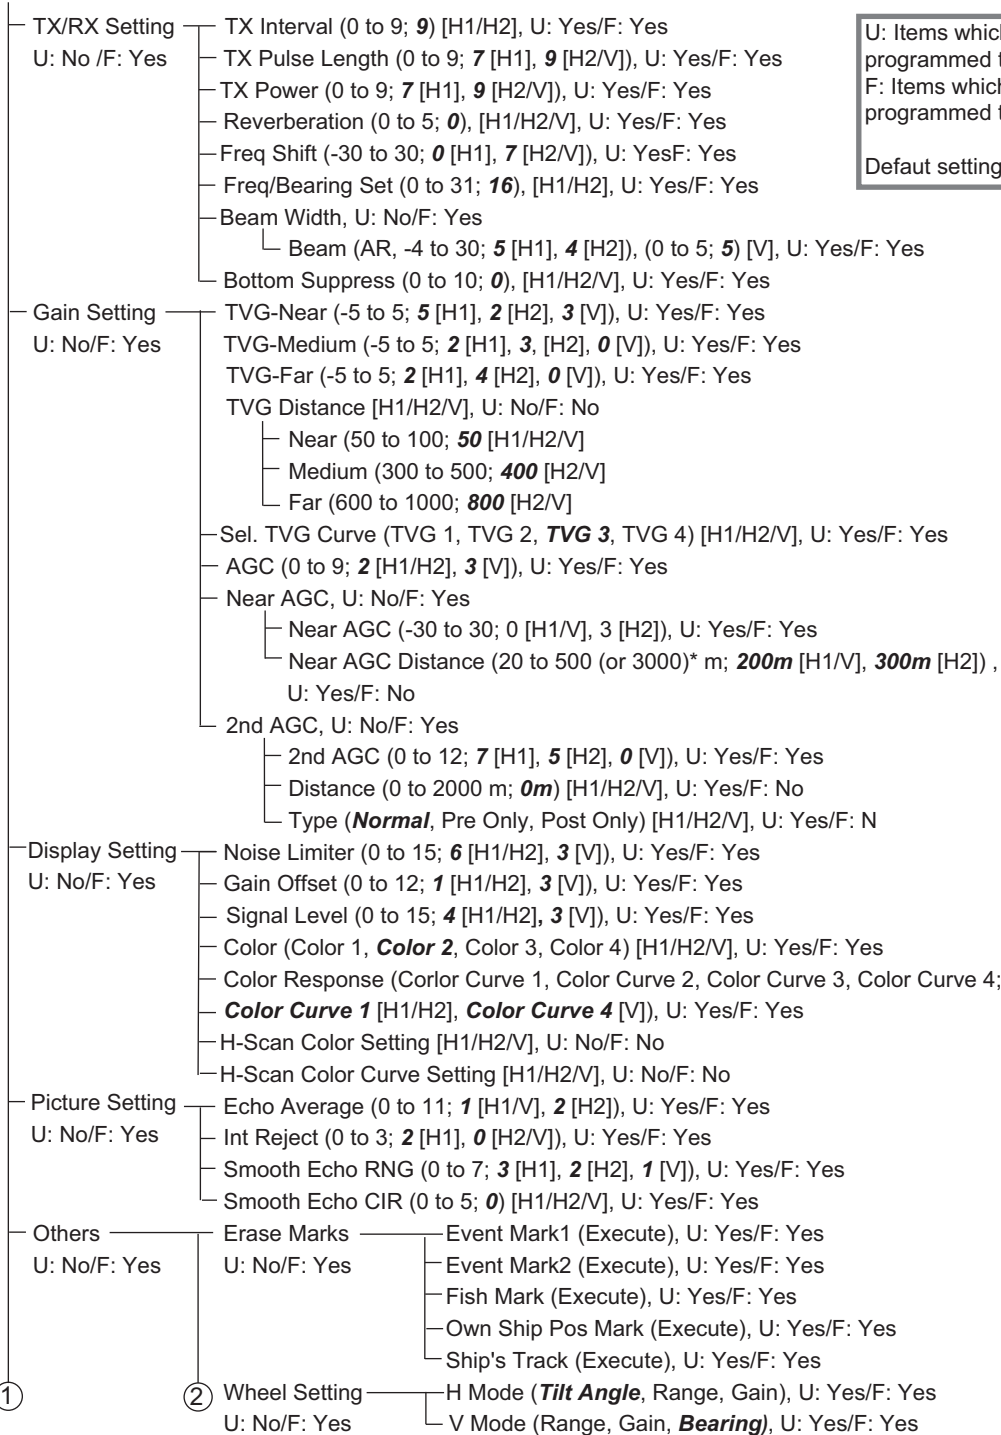 TX/RX Setting
U: No /F: Yes
TX Interval (0 to 9; 9) [H1/H2], U: Yes/F: Yes
TX Pulse Length (0 to 9; 7 [H1], 9 [H2/V]), U: Yes/F: Yes
TX Power (0 to 9; 7 [H1], 9 [H2/V]), U: Yes/F: Yes
Reverberation (0 to 5; 0), [H1/H2/V], U: Yes/F: Yes
Freq Shift (-30 to 30; 0 [H1], 7 [H2/V]), U: YesF: Yes
Freq/Bearing Set (0 to 31; 16), [H1/H2], U: Yes/F: Yes
Beam Width, U: No/F: Yes
Beam (AR, -4 to 30; 5 [H1], 4 [H2]), (0 to 5; 5) [V], U: Yes/F: Yes
Bottom Suppress (0 to 10; 0), [H1/H2/V], U: Yes/F: Yes
U: Items which
programmed t
F: Items which
programmed t
Defaut setting
Gain Setting
U: No/F: Yes
TVG-Near (-5 to 5; 5 [H1], 2 [H2], 3 [V]), U: Yes/F: Yes
TVG-Medium (-5 to 5; 2 [H1], 3, [H2], 0 [V]), U: Yes/F: Yes
TVG-Far (-5 to 5; 2 [H1], 4 [H2], 0 [V]), U: Yes/F: Yes
TVG Distance [H1/H2/V], U: No/F: No
Near (50 to 100; 50 [H1/H2/V]
Medium (300 to 500; 400 [H2/V]
Far (600 to 1000; 800 [H2/V]
Sel. TVG Curve (TVG 1, TVG 2, TVG 3, TVG 4) [H1/H2/V], U: Yes/F: Yes
AGC (0 to 9; 2 [H1/H2], 3 [V]), U: Yes/F: Yes
Near AGC, U: No/F: Yes
Near AGC (-30 to 30; 0 [H1/V], 3 [H2]), U: Yes/F: Yes
Near AGC Distance (20 to 500 (or 3000)* m; 200m [H1/V], 300m [H2]) ,
U: Yes/F: No
2nd AGC, U: No/F: Yes
2nd AGC (0 to 12; 7 [H1], 5 [H2], 0 [V]), U: Yes/F: Yes
Distance (0 to 2000 m; 0m) [H1/H2/V], U: Yes/F: No
Type (Normal, Pre Only, Post Only) [H1/H2/V], U: Yes/F: N
Display Setting
U: No/F: Yes
Noise Limiter (0 to 15; 6 [H1/H2], 3 [V]), U: Yes/F: Yes
Gain Offset (0 to 12; 1 [H1/H2], 3 [V]), U: Yes/F: Yes
Signal Level (0 to 15; 4 [H1/H2], 3 [V]), U: Yes/F: Yes
Color (Color 1, Color 2, Color 3, Color 4) [H1/H2/V], U: Yes/F: Yes
Color Response (Corlor Curve 1, Color Curve 2, Color Curve 3, Color Curve 4;
Color Curve 1 [H1/H2], Color Curve 4 [V]), U: Yes/F: Yes
H-Scan Color Setting [H1/H2/V], U: No/F: No
H-Scan Color Curve Setting [H1/H2/V], U: No/F: No
Picture Setting
U: No/F: Yes
Echo Average (0 to 11; 1 [H1/V], 2 [H2]), U: Yes/F: Yes
Int Reject (0 to 3; 2 [H1], 0 [H2/V]), U: Yes/F: Yes
Smooth Echo RNG (0 to 7; 3 [H1], 2 [H2], 1 [V]), U: Yes/F: Yes
Smooth Echo CIR (0 to 5; 0) [H1/H2/V], U: Yes/F: Yes
Others
U: No/F: Yes
Erase Marks
U: No/F: Yes
Event Mark1 (Execute), U: Yes/F: Yes
Event Mark2 (Execute), U: Yes/F: Yes
Fish Mark (Execute), U: Yes/F: Yes
Own Ship Pos Mark (Execute), U: Yes/F: Yes
Ship's Track (Execute), U: Yes/F: Yes
1
2
Wheel Setting
U: No/F: Yes
H Mode (Tilt Angle, Range, Gain), U: Yes/F: Yes
V Mode (Range, Gain, Bearing), U: Yes/F: Yes